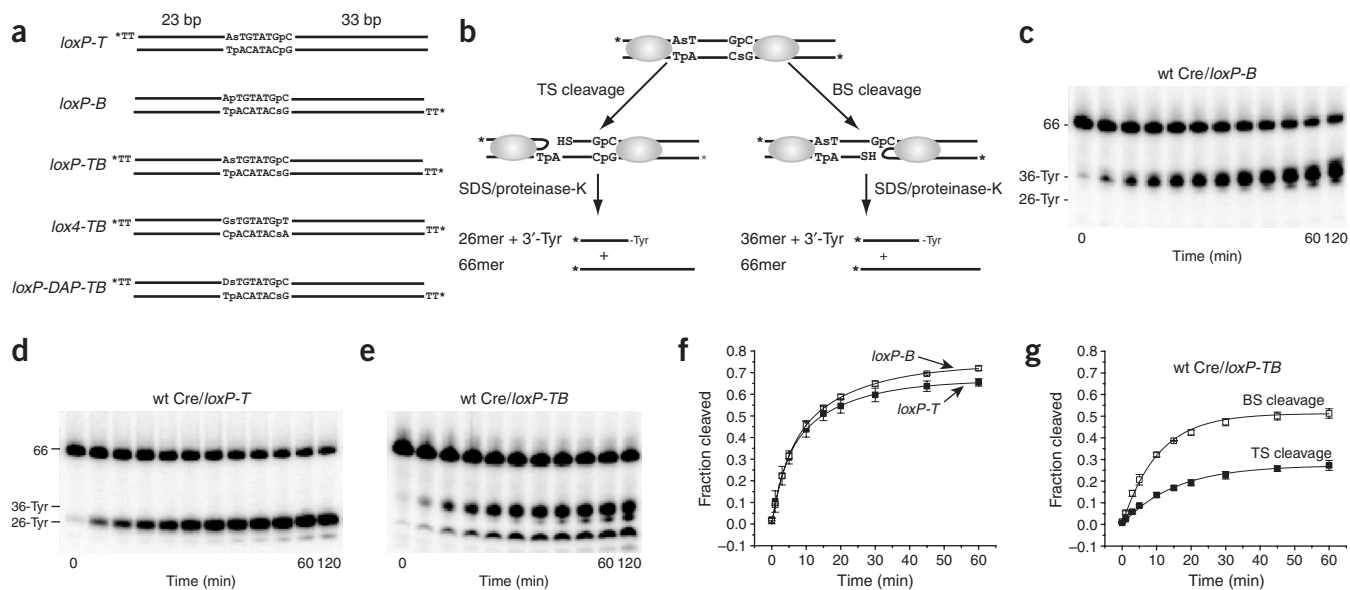 a
23 bp
33 bp
loxP-T
*TT
AsTGTATGpC
TpACATACpG
loxP-B
ApTGTATGpC
TpACATACsG
TT*
loxP-TB
*TT
AsTGTATGpC
TpACATACsG
TT*
lox4-TB
*TT
GsTGTATGpT
CpACATACsA
TT*
loxP-DAP-TB
*TT
DsTGTATGpC
TpACATACsG
TT*
b
* AsT GpC
TpA CsG *
TS cleavage
BS cleavage
* HS GpC
TpA CpG *
* AsT GpC
TpA SH *
SDS/proteinase-K
SDS/proteinase-K
26mer + 3′-Tyr * -Tyr
+
66mer *
36mer + 3′-Tyr * -Tyr
+
66mer *
c
wt Cre/loxP-B
66
36-Tyr
26-Tyr
0 60 120
Time (min)
d
wt Cre/loxP-T
66
36-Tyr
26-Tyr
0 60 120
Time (min)
e
wt Cre/loxP-TB
0 60 120
Time (min)
f
Fraction cleaved
0.8
0.7
0.6
0.5
0.4
0.3
0.2
0.1
0.0
–0.1
loxP-B
loxP-T
0 10 20 30 40 50 60
Time (min)
g
wt Cre/loxP-TB
Fraction cleaved
0.8
0.7
0.6
0.5
0.4
0.3
0.2
0.1
0.0
–0.1
BS cleavage
TS cleavage
0 10 20 30 40 50 60
Time (min)